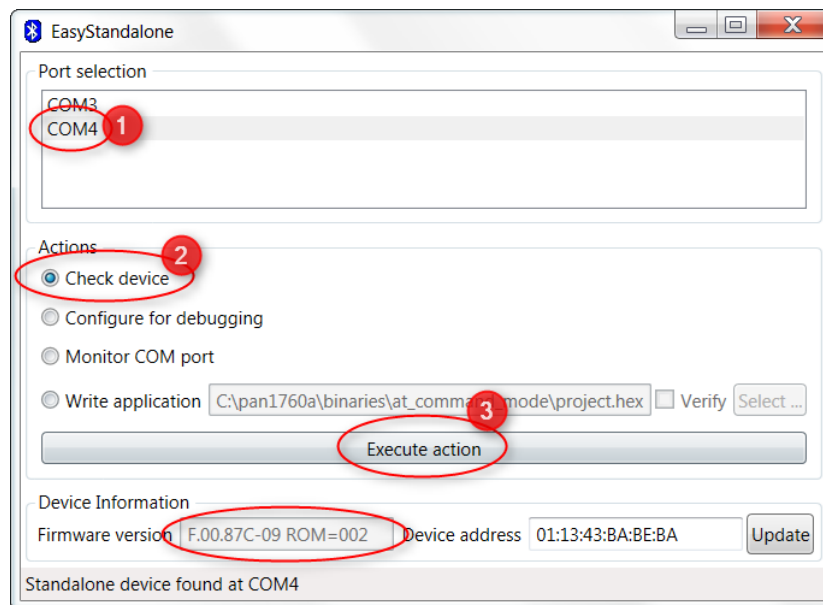 EasyStandalone
Port selection
COM3
COM4 1
Actions
2
Check device
Configure for debugging
Monitor COM port
Write application C:\pan1760a\binaries\at_command_mode\project.hex Verify Select ...
3
Execute action
Device Information
Firmware version F.00.87C-09 ROM=002 Device address 01:13:43:BA:BE:BA Update
Standalone device found at COM4